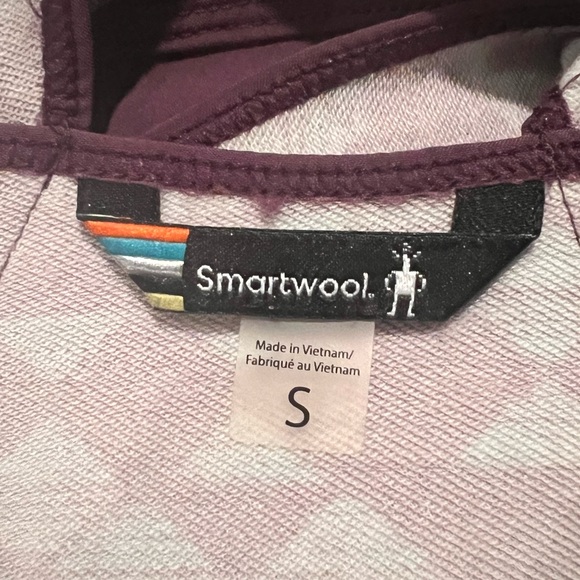 Smartwool.
Made in Vietnam/
Fabriqué au Vietnam
S